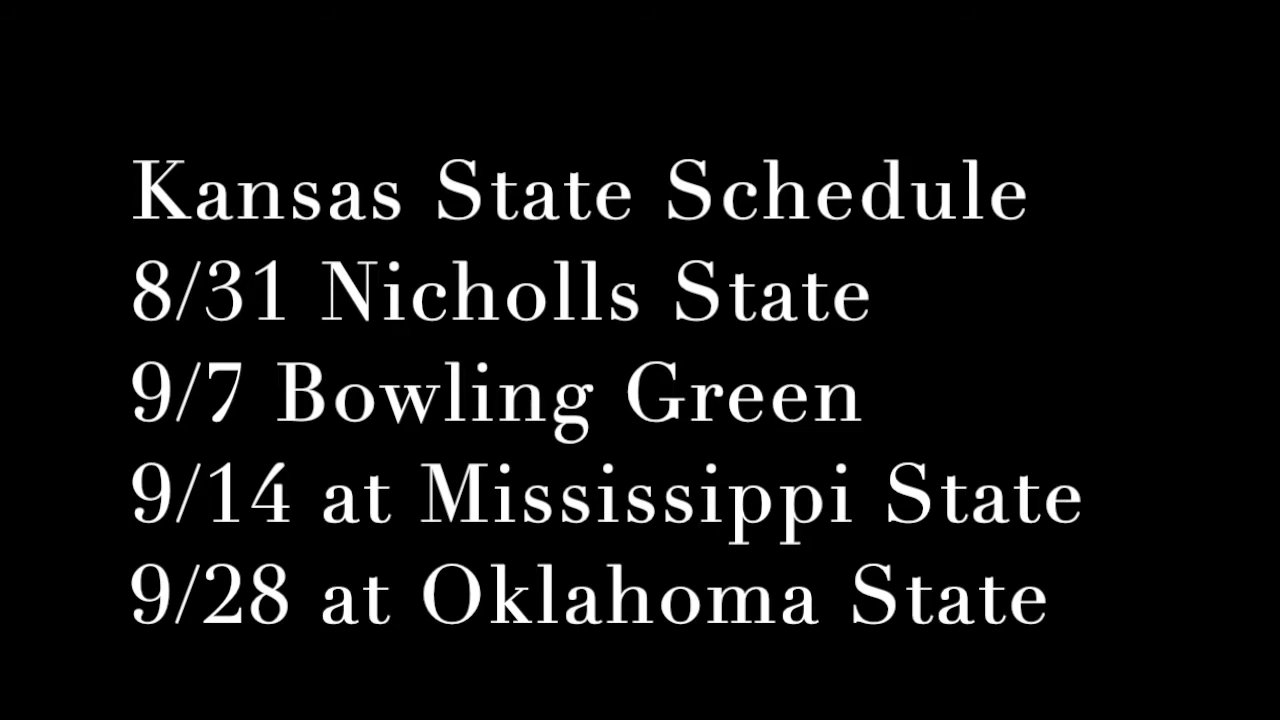 Kansas State Schedule
8/31 Nicholls State
9/7 Bowling Green
9/14 at Mississippi State
9/28 at Oklahoma State